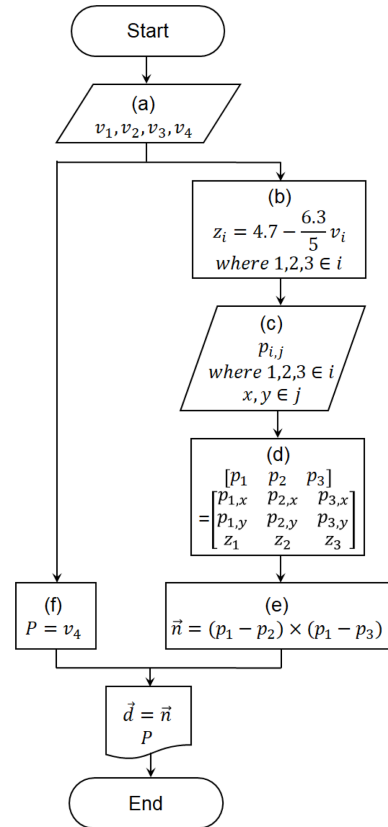 Start
(a)
v₁, v₂, v₃, v₄
(b)
zᵢ = 4.7 − 6.3/5 vᵢ
where 1,2,3 ∈ i
(c)
pᵢ,ⱼ
where 1,2,3 ∈ i
x, y ∈ j
(d)
[p₁ p₂ p₃]
= [p₁,ₓ p₂,ₓ p₃,ₓ
p₁,y p₂,y p₃,y
z₁ z₂ z₃]
(f)
P = v₄
(e)
n⃗ = (p₁ − p₂) × (p₁ − p₃)
d⃗ = n⃗
P
End